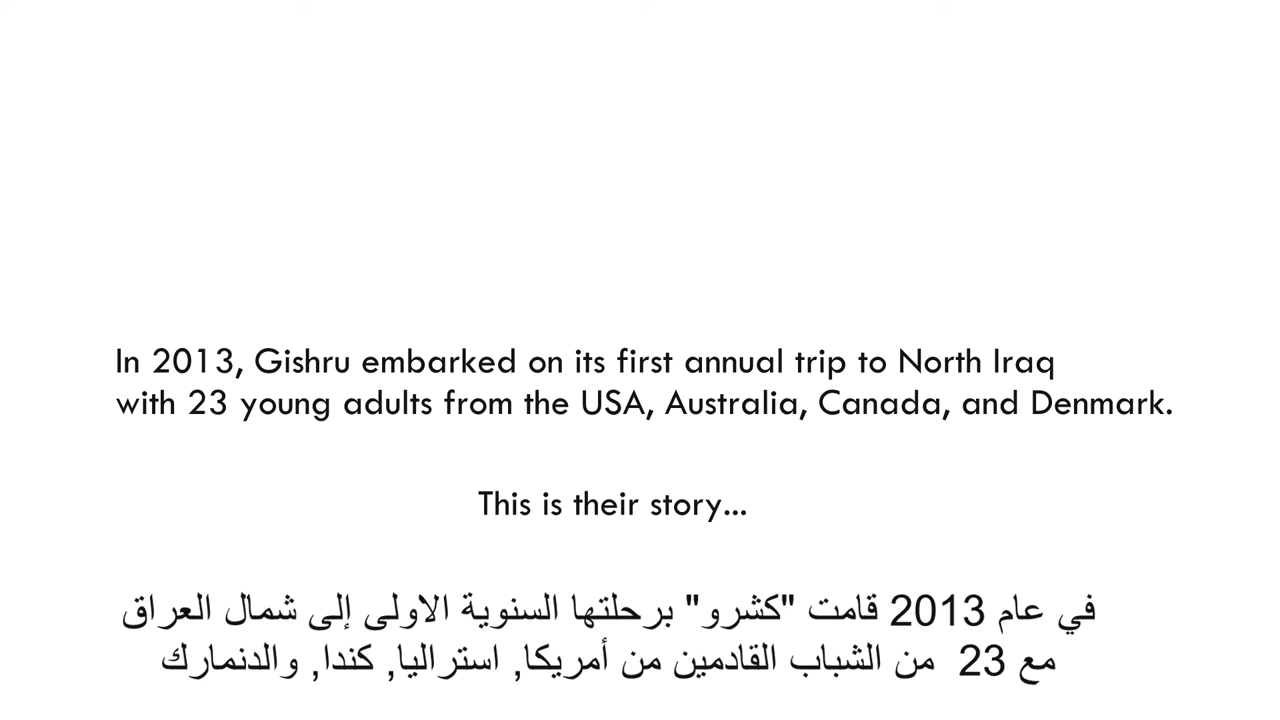 In 2013, Gishru embarked on its first annual trip to North Iraq
with 23 young adults from the USA, Australia, Canada, and Denmark.
This is their story...
في عام 2013 قامت "كشرو" برحلتها السنوية الاولى إلى شمال العراق
مع 23 من الشباب القادمين من أمريكا, استراليا, كندا, والدنمارك